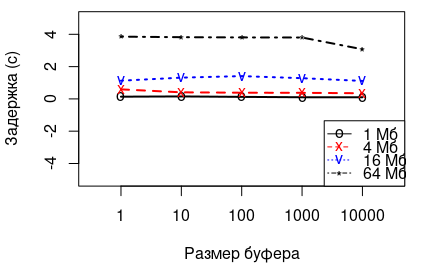 Задержка (с)
4
2
0
-2
-4
1 Мб
4 Мб
16 Мб
64 Мб
1 10 100 1000 10000
Размер буфера